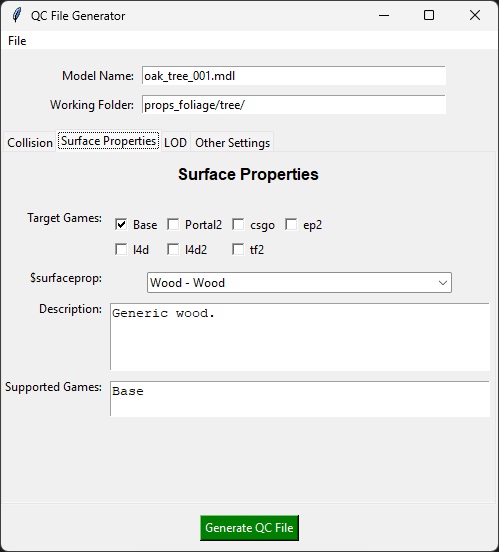 QC File Generator
File
Model Name: oak_tree_001.mdl
Working Folder: props_foliage/tree/
Collision Surface Properties LOD Other Settings
Surface Properties
Target Games: Base Portal2 csgo ep2
l4d l4d2 tf2
$surfaceprop: Wood - Wood
Description: Generic wood.
Supported Games: Base
Generate QC File